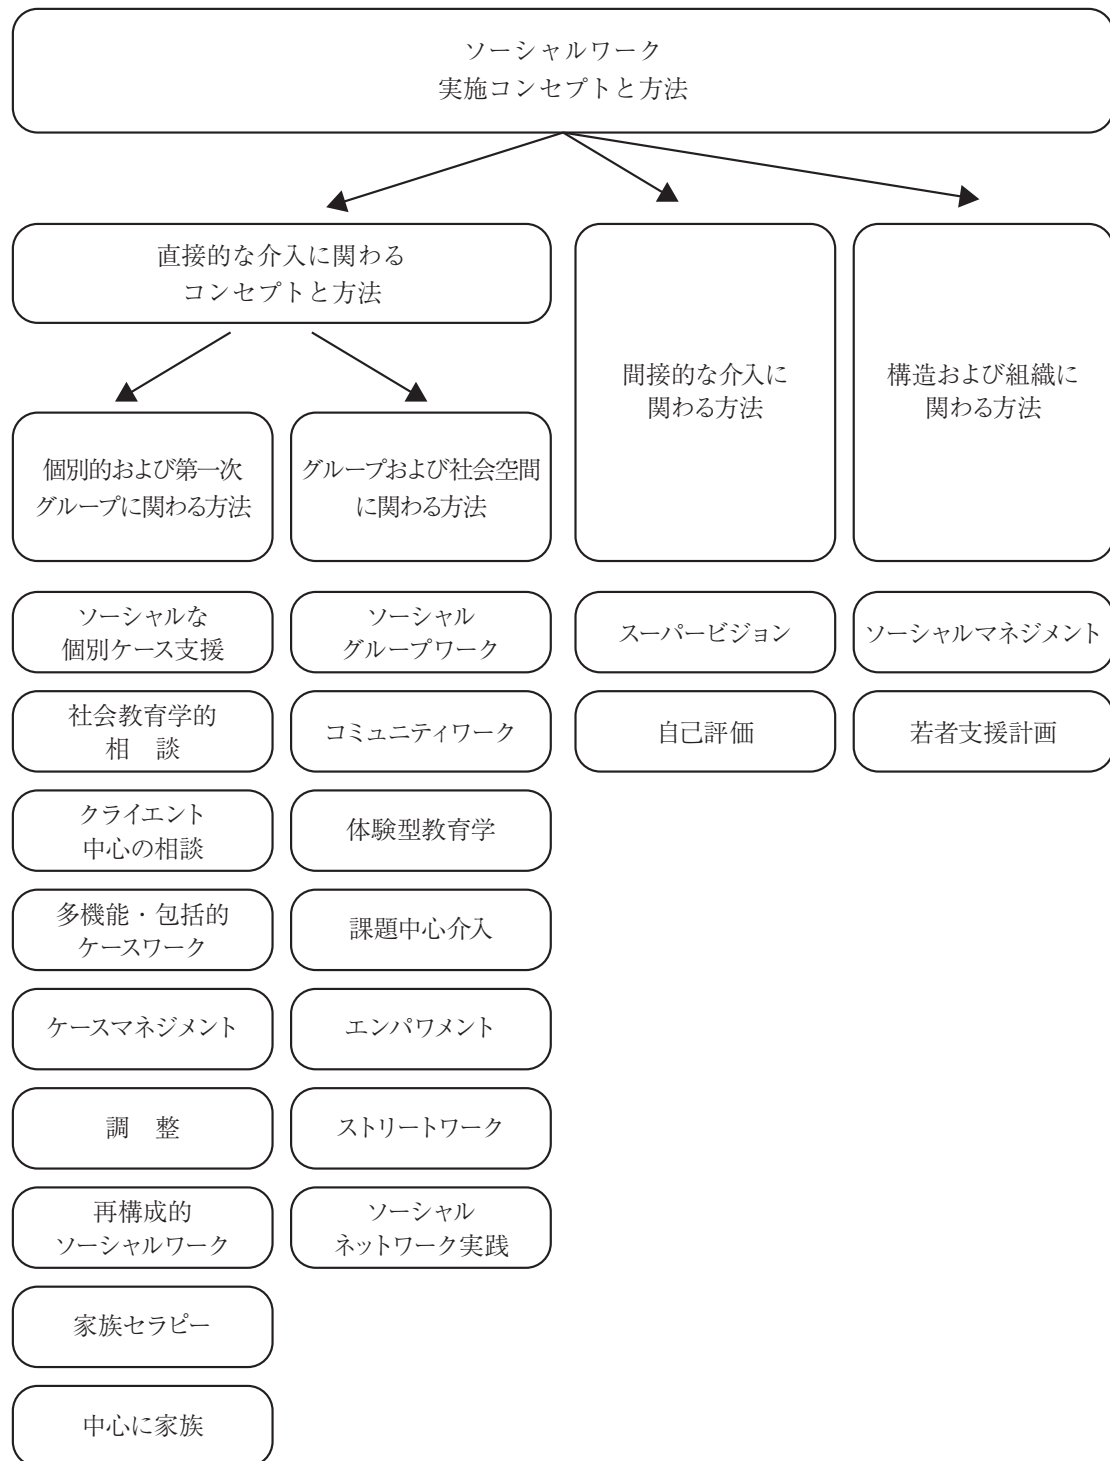 ソーシャルワーク
実施コンセプトと方法
直接的な介入に関わる
コンセプトと方法
間接的な介入に
関わる方法
構造および組織に
関わる方法
個別的および第一次
グループに関わる方法
グループおよび社会空間
に関わる方法
ソーシャルな
個別ケース支援
ソーシャル
グループワーク
スーパービジョン
ソーシャルマネジメント
社会教育学的
相　談
コミュニティワーク
自己評価
若者支援計画
クライエント
中心の相談
体験型教育学
多機能・包括的
ケースワーク
課題中心介入
ケースマネジメント
エンパワメント
調　整
ストリートワーク
再構成的
ソーシャルワーク
ソーシャル
ネットワーク実践
家族セラピー
中心に家族